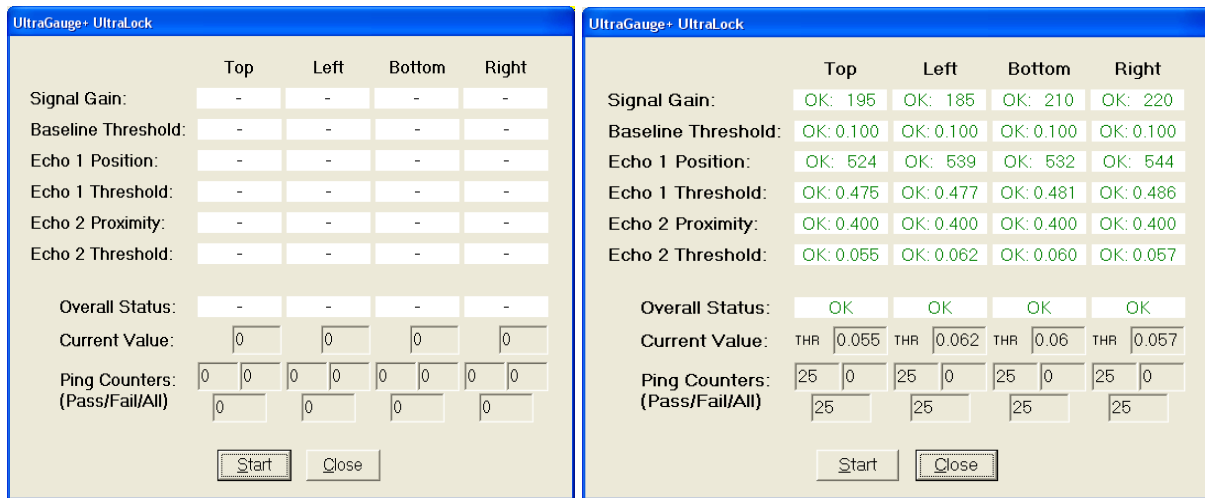 UltraGauge+ UltraLock
Top Left Bottom Right
Signal Gain: - - - -
Baseline Threshold: - - - -
Echo 1 Position: - - - -
Echo 1 Threshold: - - - -
Echo 2 Proximity: - - - -
Echo 2 Threshold: - - - -
Overall Status: - - - -
Current Value: 0 0 0 0
Ping Counters: 0 0 0 0 0 0 0 0
(Pass/Fail/All) 0 0 0 0
Start Close
UltraGauge+ UltraLock
Top Left Bottom Right
Signal Gain: OK: 195 OK: 185 OK: 210 OK: 220
Baseline Threshold: OK: 0.100 OK: 0.100 OK: 0.100 OK: 0.100
Echo 1 Position: OK: 524 OK: 539 OK: 532 OK: 544
Echo 1 Threshold: OK: 0.475 OK: 0.477 OK: 0.481 OK: 0.486
Echo 2 Proximity: OK: 0.400 OK: 0.400 OK: 0.400 OK: 0.400
Echo 2 Threshold: OK: 0.055 OK: 0.062 OK: 0.060 OK: 0.057
Overall Status: OK OK OK OK
Current Value: THR 0.055 THR 0.062 THR 0.06 THR 0.057
Ping Counters: 25 0 25 0 25 0 25 0
(Pass/Fail/All) 25 25 25 25
Start Close